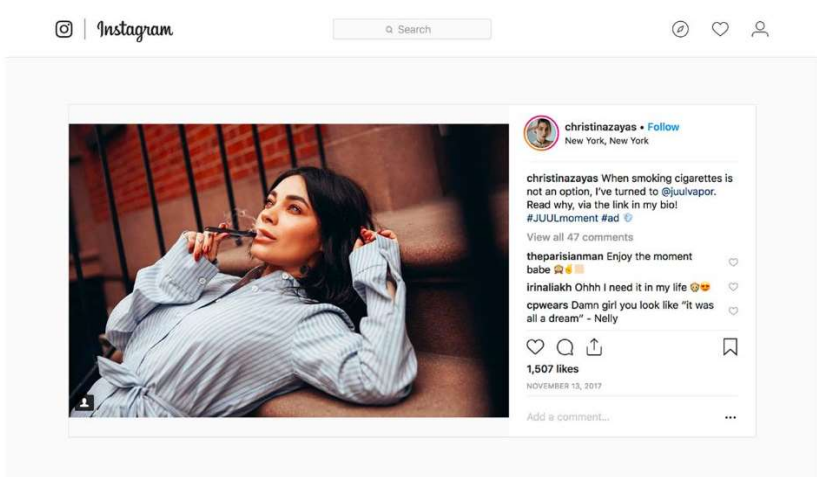 Instagram
Search
christinazayas • Follow
New York, New York
christinazayas When smoking cigarettes is
not an option, I've turned to @juulvapor.
Read why, via the link in my bio!
#JUULmoment #ad
View all 47 comments
theparisianman Enjoy the moment
babe
irinaliakh Ohhh I need it in my life
cpwears Damn girl you look like "it was
all a dream" - Nelly
1,507 likes
NOVEMBER 13, 2017
Add a comment...